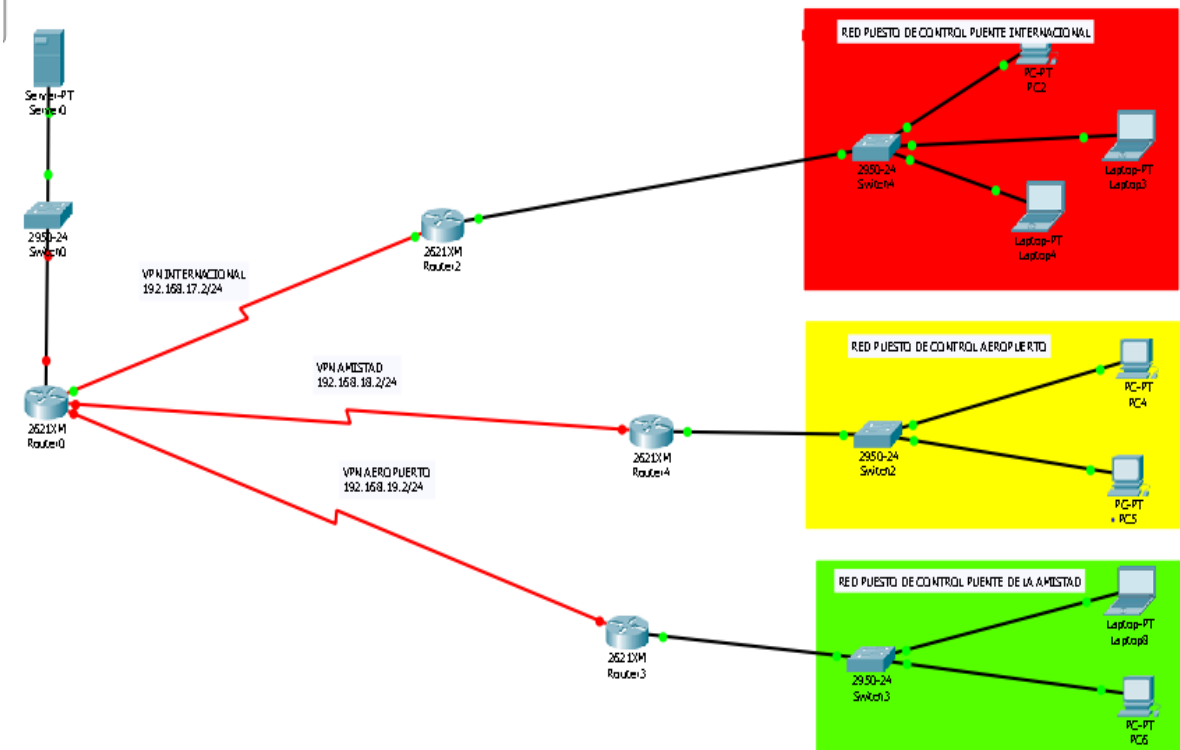 RED PUESTO DE CONTROL PUENTE INTERNACIONAL
Server-PT
Server0
PC-PT
PC2
2950-24
Switch4
Laptop-PT
Laptop3
2950-24
Switch0
Laptop-PT
Laptop4
2621XM
Router2
VPN INTERNACIONAL
192.168.17.2/24
RED PUESTO DE CONTROL AEROPUERTO
VPN AMISTAD
192.168.18.2/24
PC-PT
PC4
2621XM
Router0
2621XM
Router4
2950-24
Switch2
VPN AEROPUERTO
192.168.19.2/24
PC-PT
PC5
RED PUESTO DE CONTROL PUENTE DE LA AMISTAD
Laptop-PT
Laptop8
2621XM
Router3
2950-24
Switch3
PC-PT
PC6